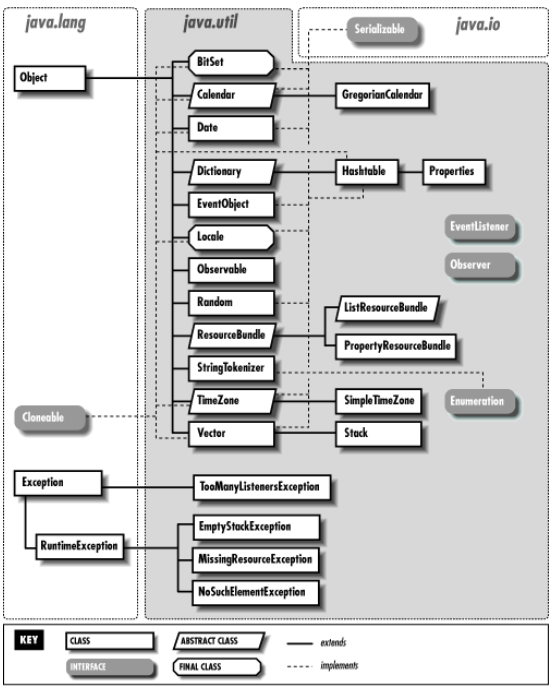 java.lang
java.util
java.io
Serializable
Object
BitSet
Calendar
GregorianCalendar
Date
Dictionary
Hashtable
Properties
EventObject
EventListener
Locale
Observer
Observable
Random
ListResourceBundle
ResourceBundle
PropertyResourceBundle
StringTokenizer
TimeZone
SimpleTimeZone
Enumeration
Cloneable
Vector
Stack
Exception
TooManyListenersException
EmptyStackException
RuntimeException
MissingResourceException
NoSuchElementException
KEY
CLASS
ABSTRACT CLASS
extends
INTERFACE
FINAL CLASS
implements